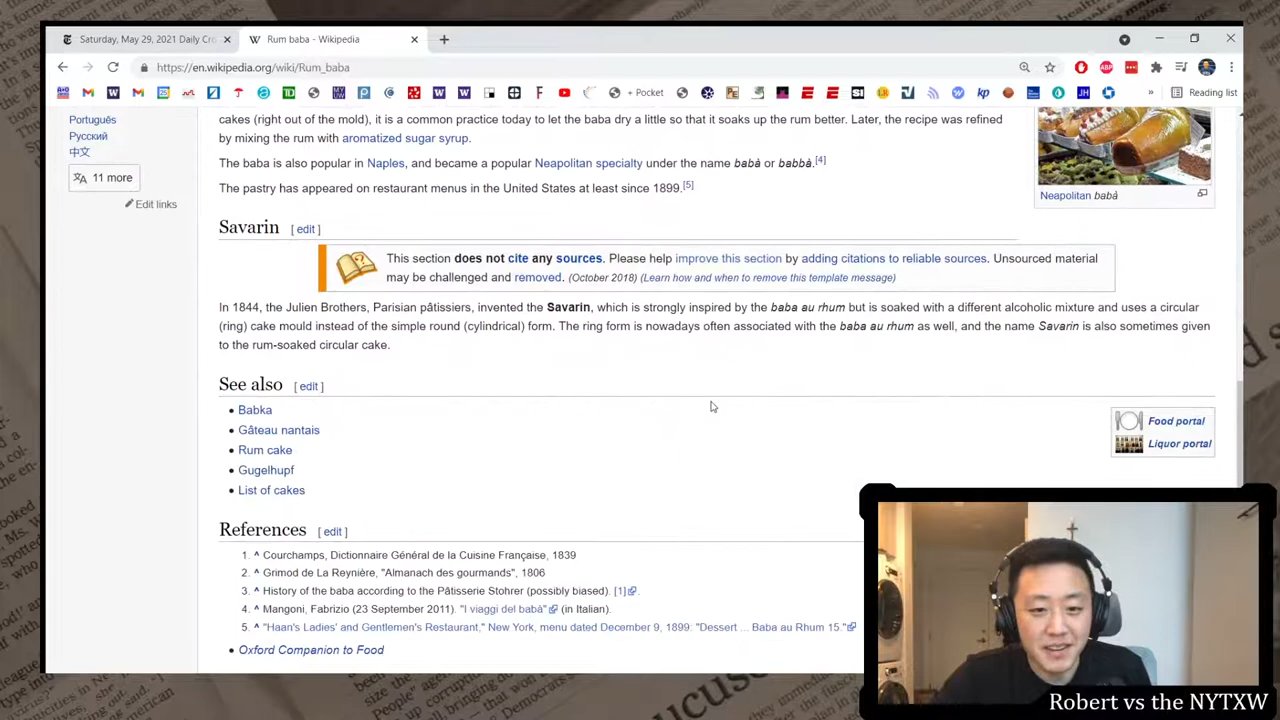 Saturday, May 29, 2021 Daily Cro
Rum baba - Wikipedia
https://en.wikipedia.org/wiki/Rum_baba
+ Pocket
Reading list
Português
Русский
中文
11 more
Edit links
cakes (right out of the mold), it is a common practice today to let the baba dry a little so that it soaks up the rum better. Later, the recipe was refined
by mixing the rum with aromatized sugar syrup.
The baba is also popular in Naples, and became a popular Neapolitan specialty under the name babà or babbà.[4]
The pastry has appeared on restaurant menus in the United States at least since 1899.[5]
Neapolitan babà
Savarin [ edit ]
This section does not cite any sources. Please help improve this section by adding citations to reliable sources. Unsourced material
may be challenged and removed. (October 2018) (Learn how and when to remove this template message)
In 1844, the Julien Brothers, Parisian pâtissiers, invented the Savarin, which is strongly inspired by the baba au rhum but is soaked with a different alcoholic mixture and uses a circular
(ring) cake mould instead of the simple round (cylindrical) form. The ring form is nowadays often associated with the baba au rhum as well, and the name Savarin is also sometimes given
to the rum-soaked circular cake.
See also [ edit ]
• Babka
• Gâteau nantais
• Rum cake
• Gugelhupf
• List of cakes
Food portal
Liquor portal
References [ edit ]
1. ^ Courchamps, Dictionnaire Général de la Cuisine Française, 1839
2. ^ Grimod de La Reynière, "Almanach des gourmands", 1806
3. ^ History of the baba according to the Pâtisserie Stohrer (possibly biased). [1].
4. ^ Mangoni, Fabrizio (23 September 2011). "I viaggi del babà" (in Italian).
5. ^ "Haan's Ladies' and Gentlemen's Restaurant," New York, menu dated December 9, 1899: "Dessert ... Baba au Rhum 15."
• Oxford Companion to Food
Robert vs the NYTXW